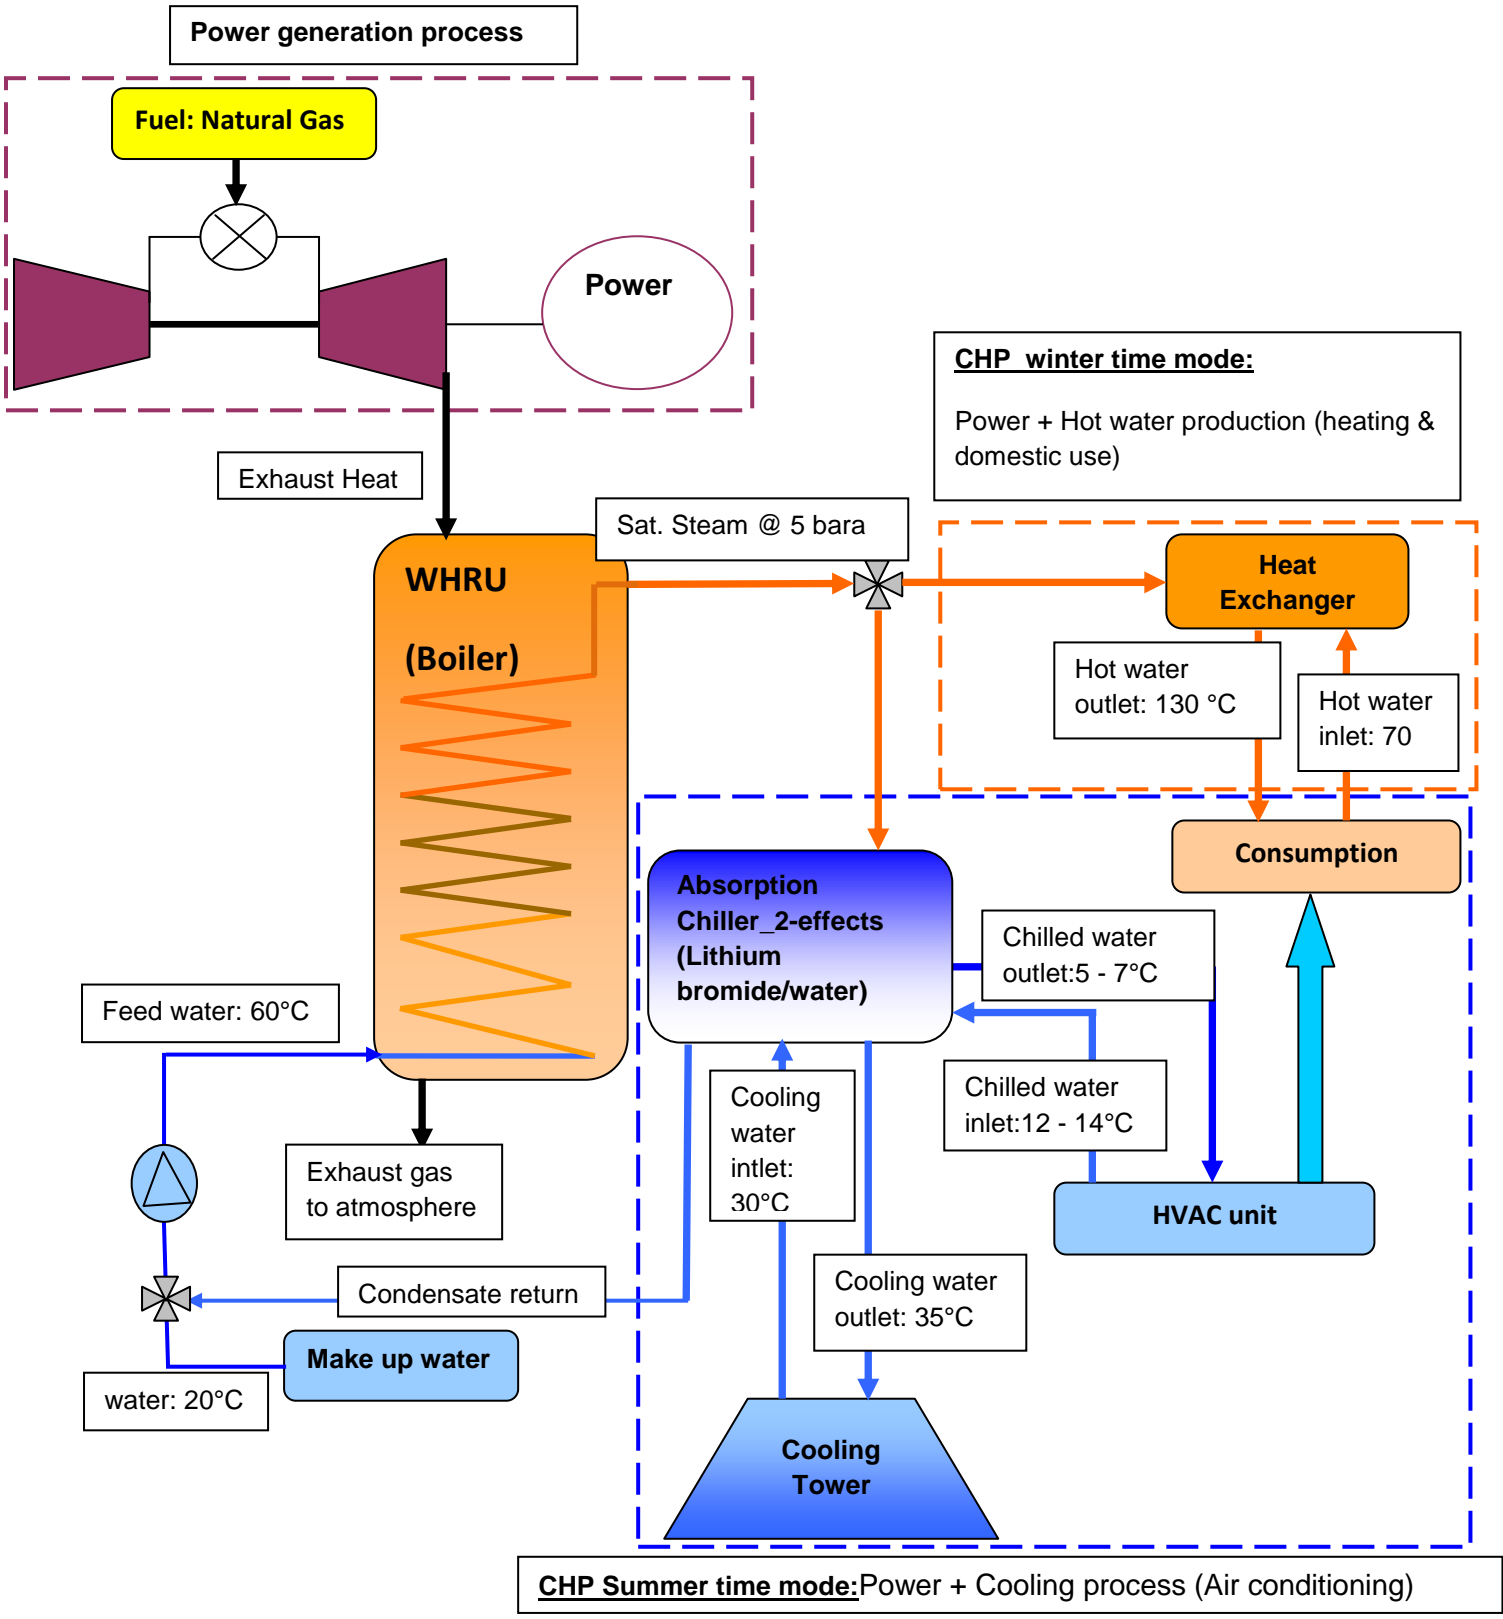 Power generation process
Fuel: Natural Gas
Power
CHP  winter time mode:
Power + Hot water production (heating &
domestic use)
Exhaust Heat
Sat. Steam @ 5 bara
WHRU
(Boiler)
Heat
Exchanger
Hot water
outlet: 130 °C
Hot water
inlet: 70
Consumption
Absorption
Chiller_2-effects
(Lithium
bromide/water)
Chilled water
outlet:5 - 7°C
Feed water: 60°C
Cooling
water
intlet:
30°C
Chilled water
inlet:12 - 14°C
Exhaust gas
to atmosphere
HVAC unit
Condensate return
Cooling water
outlet: 35°C
Make up water
water: 20°C
Cooling
Tower
CHP Summer time mode:Power + Cooling process (Air conditioning)